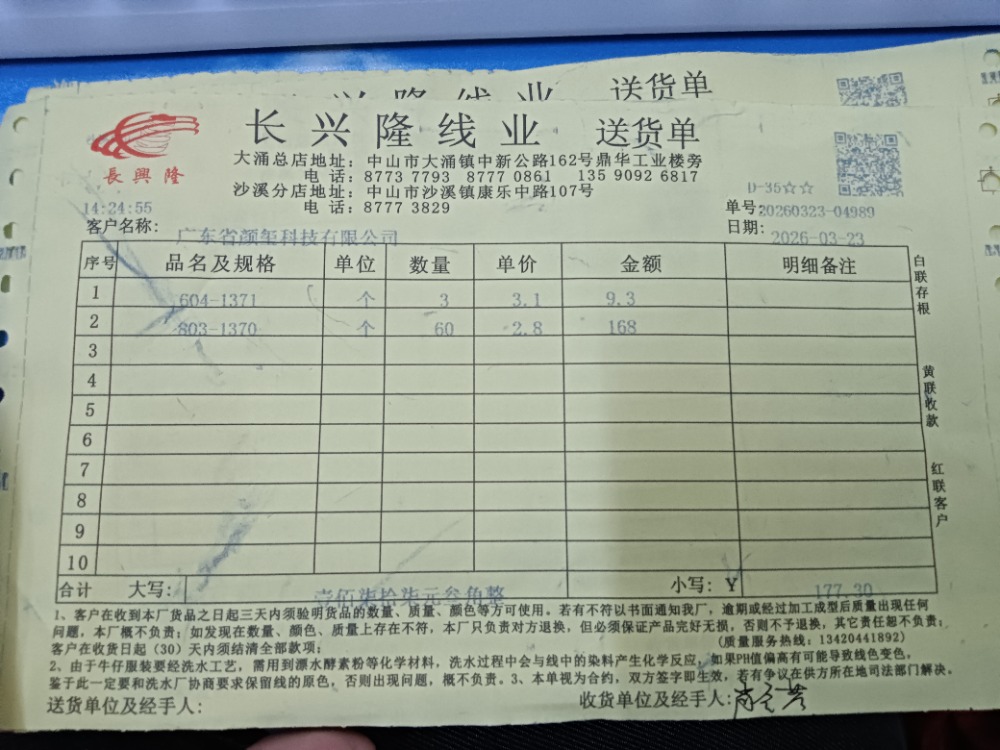 长兴隆线业 送货单
長興隆
大涌总店地址：中山市大涌镇中新公路162号鼎华工业楼旁
电 话：8773 7793 8777 0861 135 9092 6817
沙溪分店地址：中山市沙溪镇康乐中路107号
电 话：8777 3829
D-35☆☆
14:24:55
单号:20260323-04989
客户名称: 广东省颜玺科技有限公司
日期: 2026-03-23
序号 品名及规格 单位 数量 单价 金额 明细备注
1 604-1371 个 3 3.1 9.3
2 803-1370 个 60 2.8 168
3
4
5
6
7
8
9
10
合计 大写: 壹佰柒拾柒元叁角整 小写: Y 177.30
白联存根
黄联收款
红联客户
1、客户在收到本厂货品之日起三天内须验明货品的数量、质量、颜色等方可使用。若有不符以书面通知我厂，逾期或经过加工成型后质量出现任何
问题，本厂概不负责；如发现在数量、颜色、质量上存在不符，本厂只负责对方退换，但必须保证产品完好无损，否则不予退换，其它责任恕不负责；
客户在收货日起（30）天内须结清全部款项； （质量服务热线：13420441892）
2、由于牛仔服装要经洗水工艺，需用到漂水酵素粉等化学材料，洗水过程中会与线中的染料产生化学反应，如果PH值偏高有可能导致线色变色，
鉴于此一定要和洗水厂协商要求保留线的原色，否则出现问题，概不负责。3、本单视为合约，双方签字即生效，若有争议在供方所在地司法部门解决。
送货单位及经手人: 收货单位及经手人: